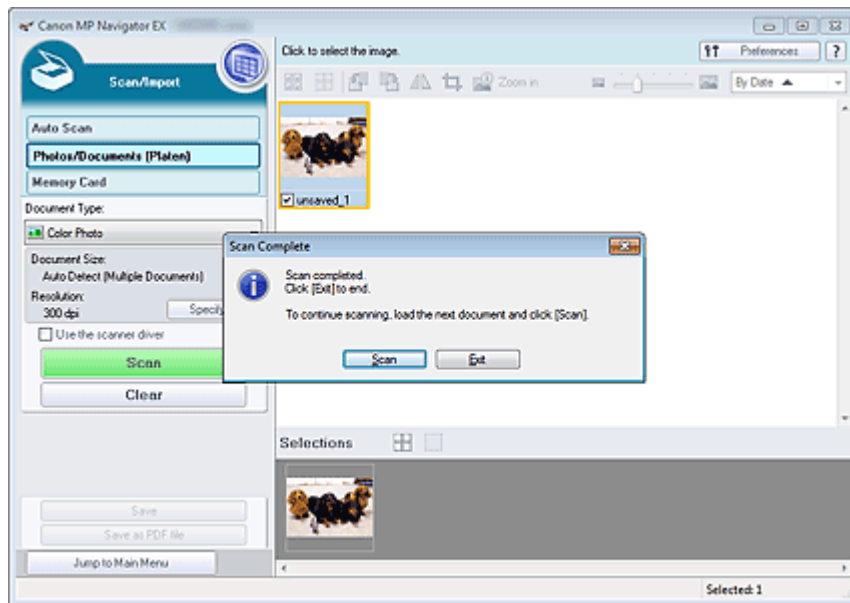 Canon MP Navigator EX
Scan/Import
Click to select the image.
Preferences
?
Zoom in
By Date
Auto Scan
Photos/Documents (Platen)
Memory Card
Document Type:
Color Photo
Document Size:
Auto Detect (Multiple Documents)
Resolution:
300 dpi
Use the scanner driver
Scan
Clear
unsaved_1
Scan Complete
Scan completed.
Click [Exit] to end.
To continue scanning, load the next document and click [Scan].
Scan
Exit
Selections
Save
Save as PDF file
Jump to Main Menu
Selected: 1